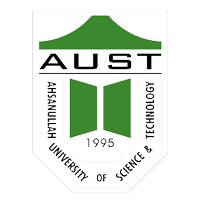 AUST
1995
AHSANULLAH UNIVERSITY OF SCIENCE & TECHNOLOGY